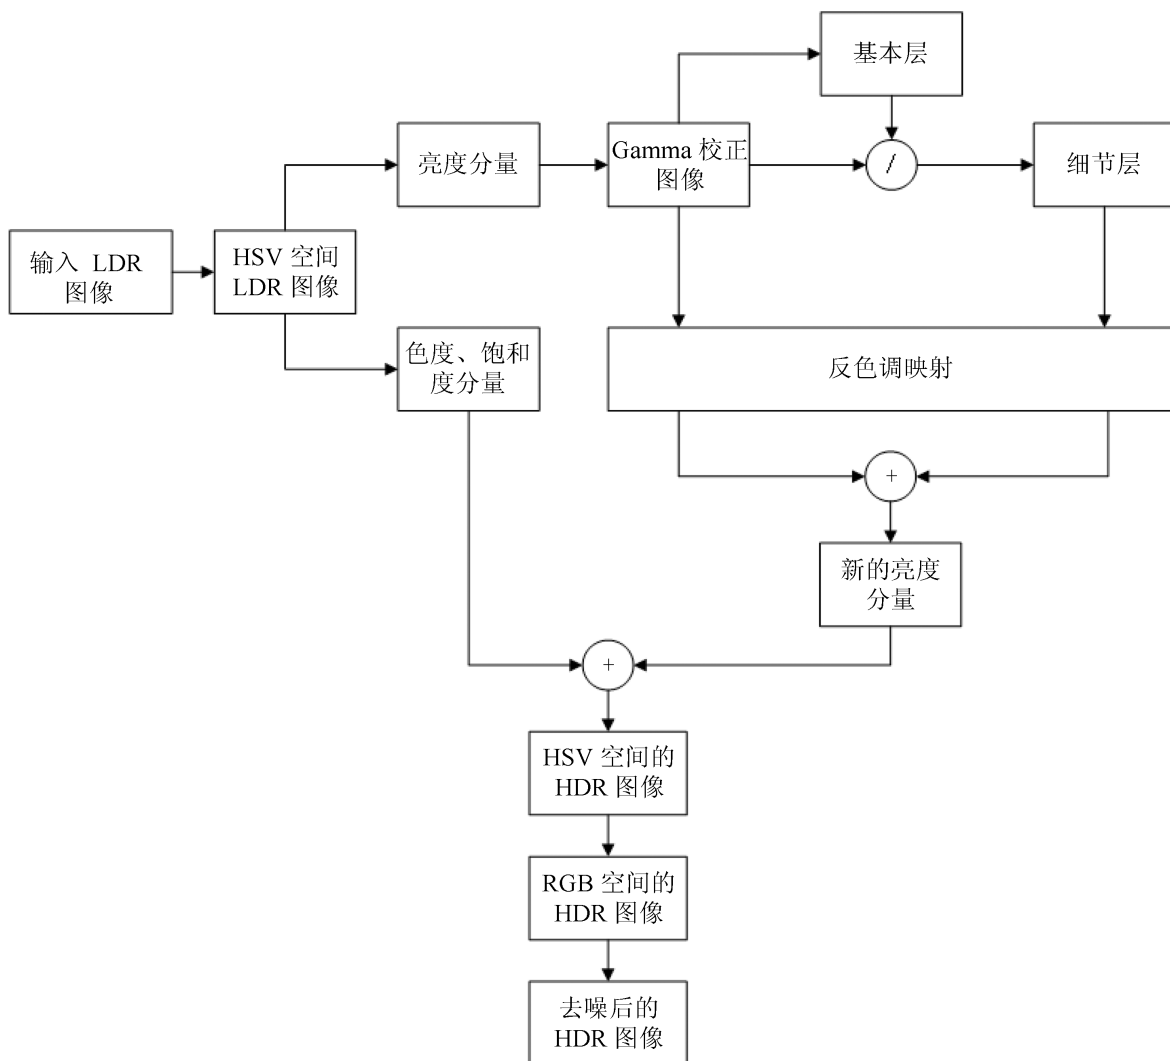 基本层
亮度分量
Gamma 校正
图像
/
细节层
输入 LDR
图像
HSV 空间
LDR 图像
色度、饱和
度分量
反色调映射
+
新的亮度
分量
+
HSV 空间的
HDR 图像
RGB 空间的
HDR 图像
去噪后的
HDR 图像